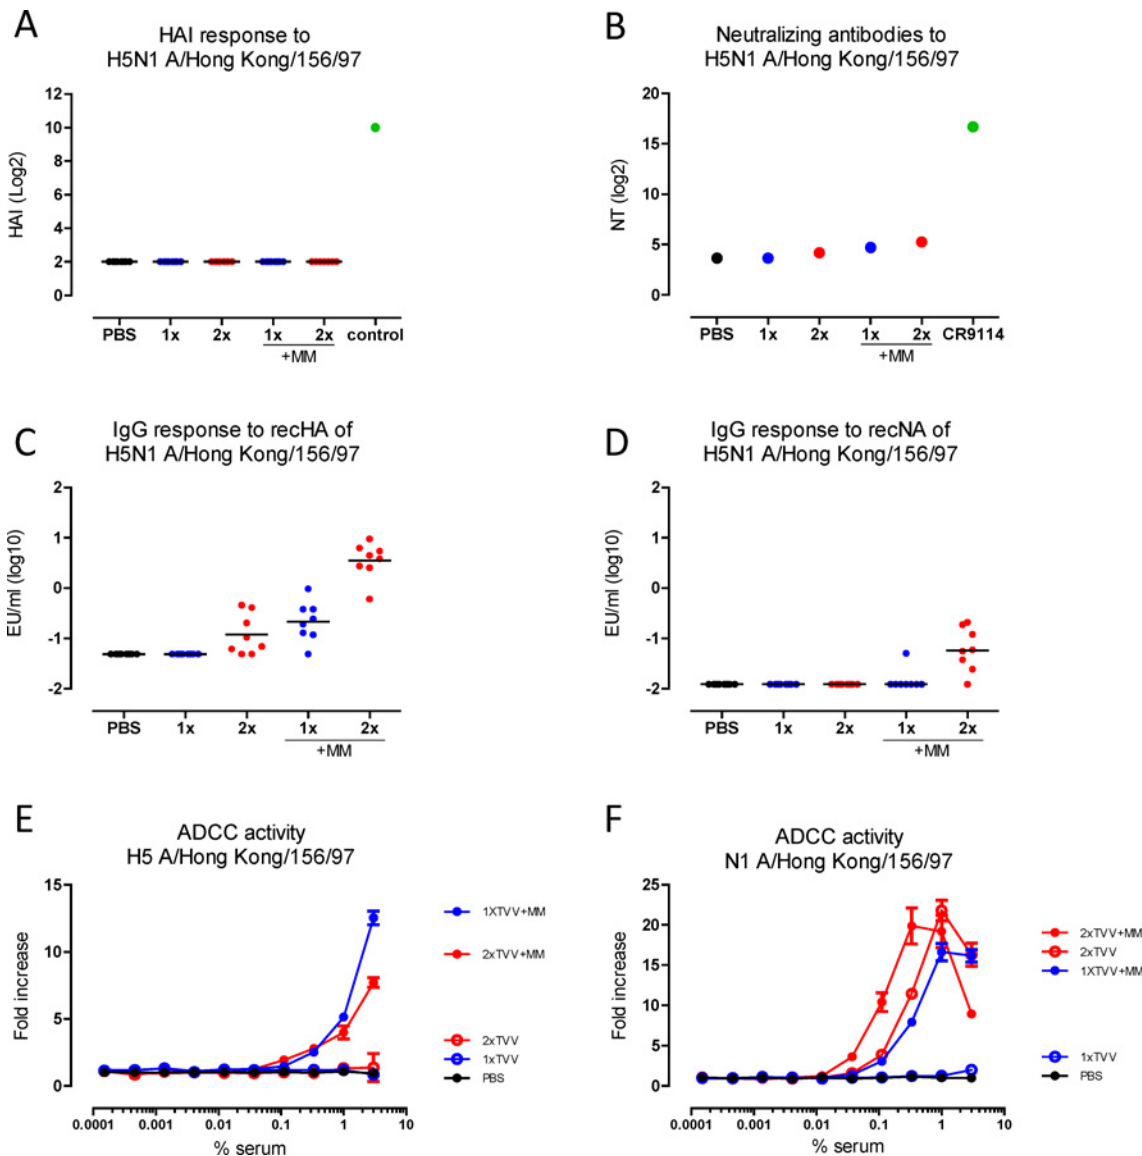 A
HAI response to
H5N1 A/Hong Kong/156/97
HAI (Log2)
12
10
8
6
4
2
0
PBS 1x 2x 1x 2x control
+MM
B
Neutralizing antibodies to
H5N1 A/Hong Kong/156/97
NT (log2)
20
15
10
5
0
PBS 1x 2x 1x 2x CR9114
+MM
C
IgG response to recHA of
H5N1 A/Hong Kong/156/97
EU/ml (log10)
2
1
0
-1
-2
PBS 1x 2x 1x 2x
+MM
D
IgG response to recNA of
H5N1 A/Hong Kong/156/97
EU/ml (log10)
2
1
0
-1
-2
PBS 1x 2x 1x 2x
+MM
E
ADCC activity
H5 A/Hong Kong/156/97
Fold increase
15
10
5
0
0.0001 0.001 0.01 0.1 1 10
% serum
1XTVV+MM
2xTVV+MM
2xTVV
1xTVV
PBS
F
ADCC activity
N1 A/Hong Kong/156/97
Fold increase
25
20
15
10
5
0
0.0001 0.001 0.01 0.1 1 10
% serum
2xTVV+MM
2xTVV
1XTVV+MM
1xTVV
PBS